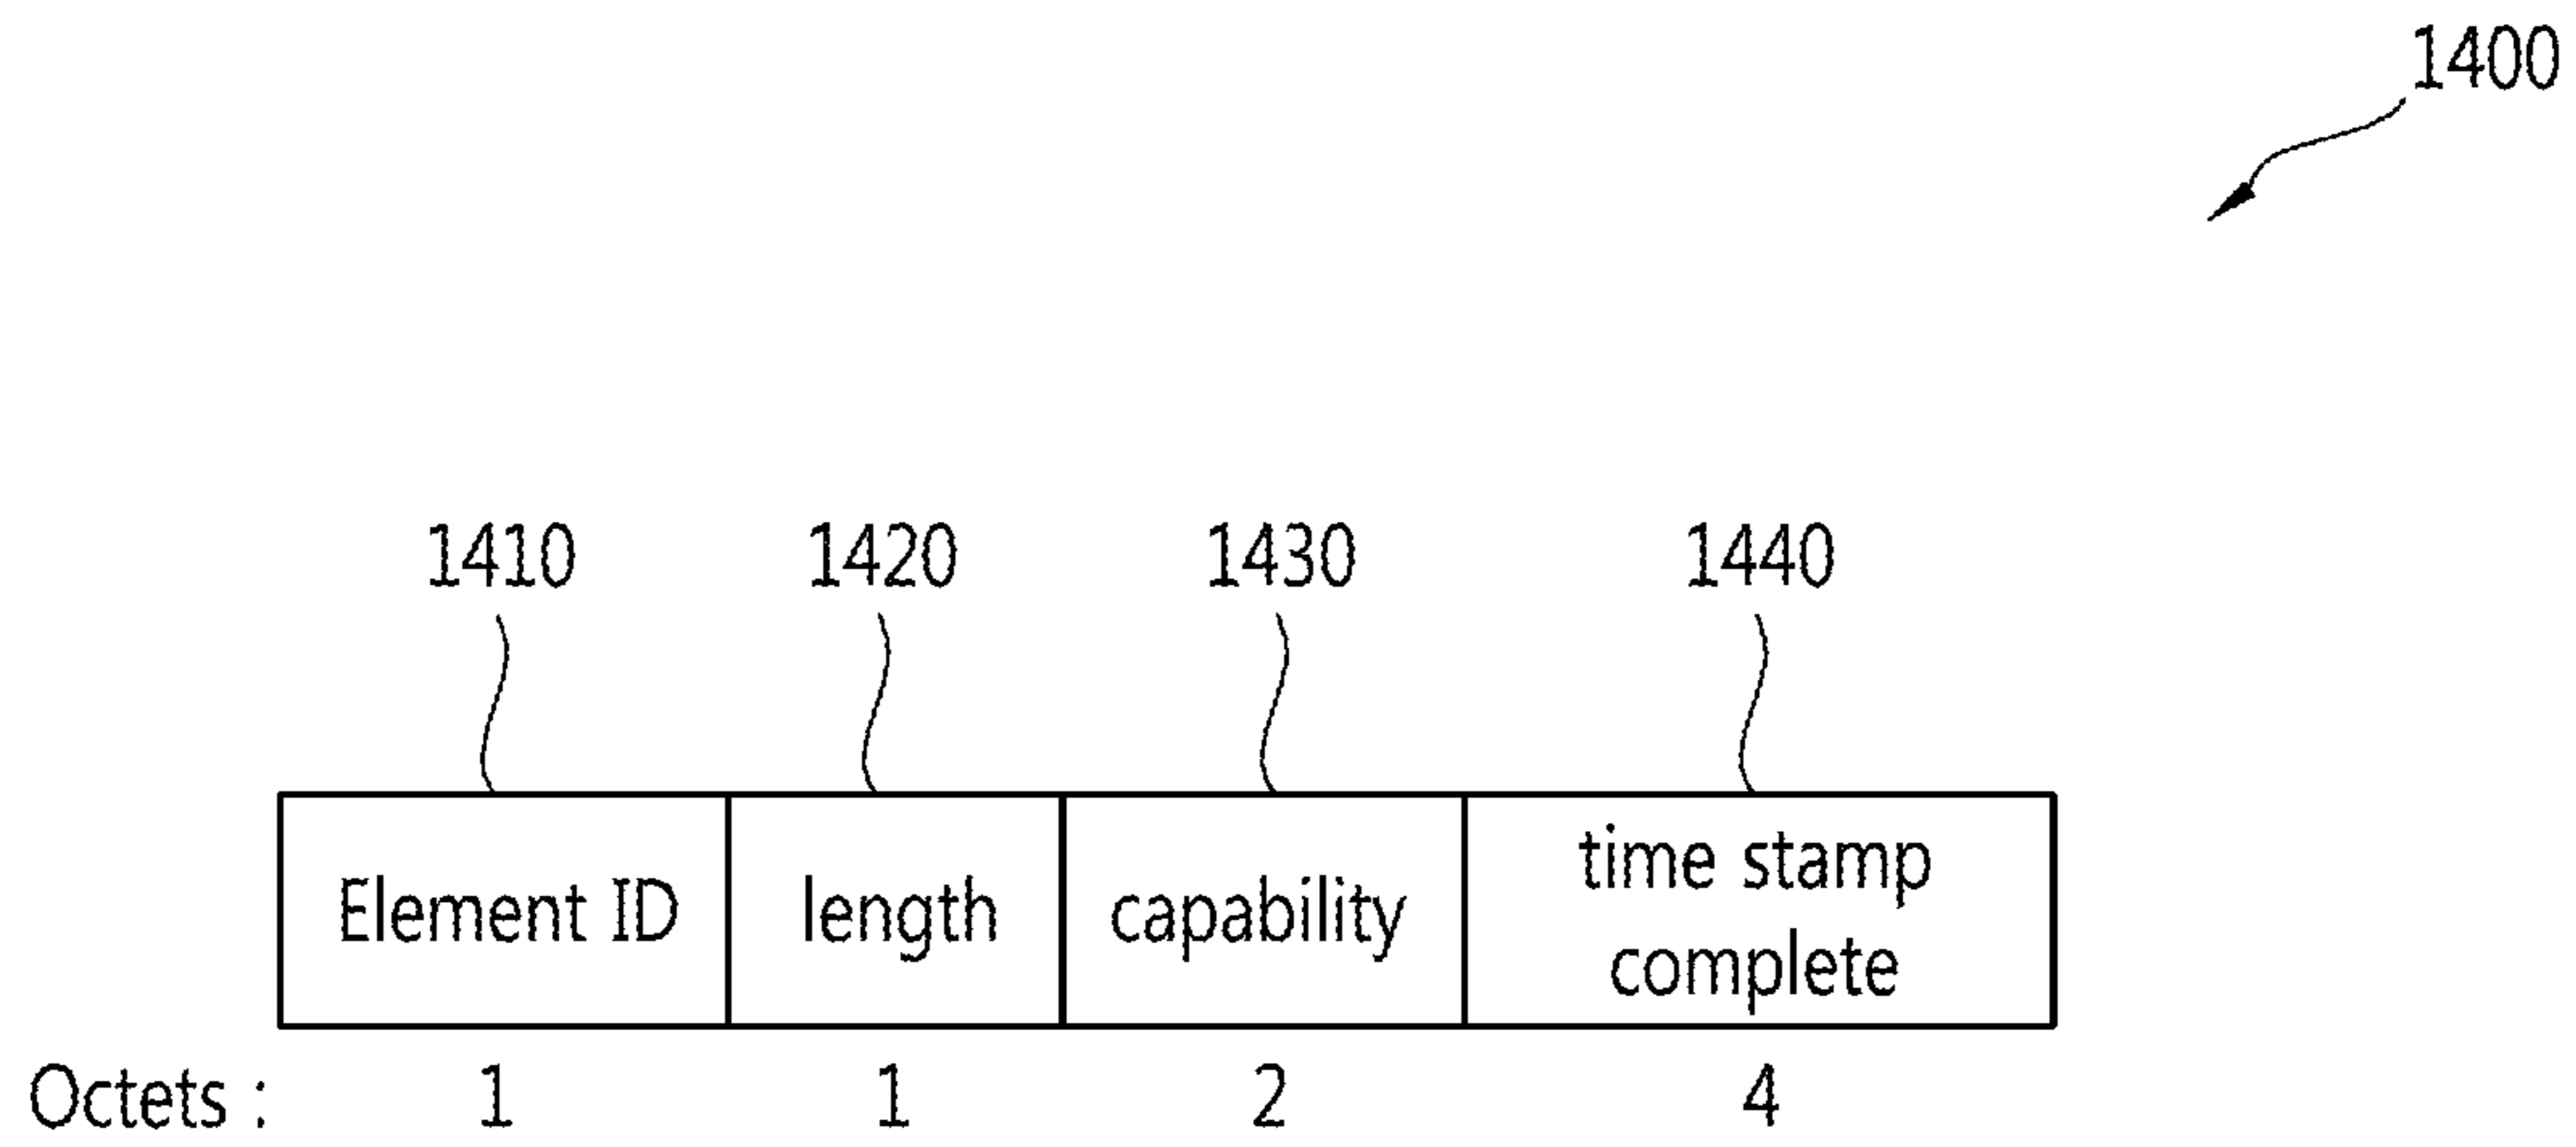 1400
1410 1420 1430 1440
Element ID length capability time stamp
complete
Octets : 1 1 2 4